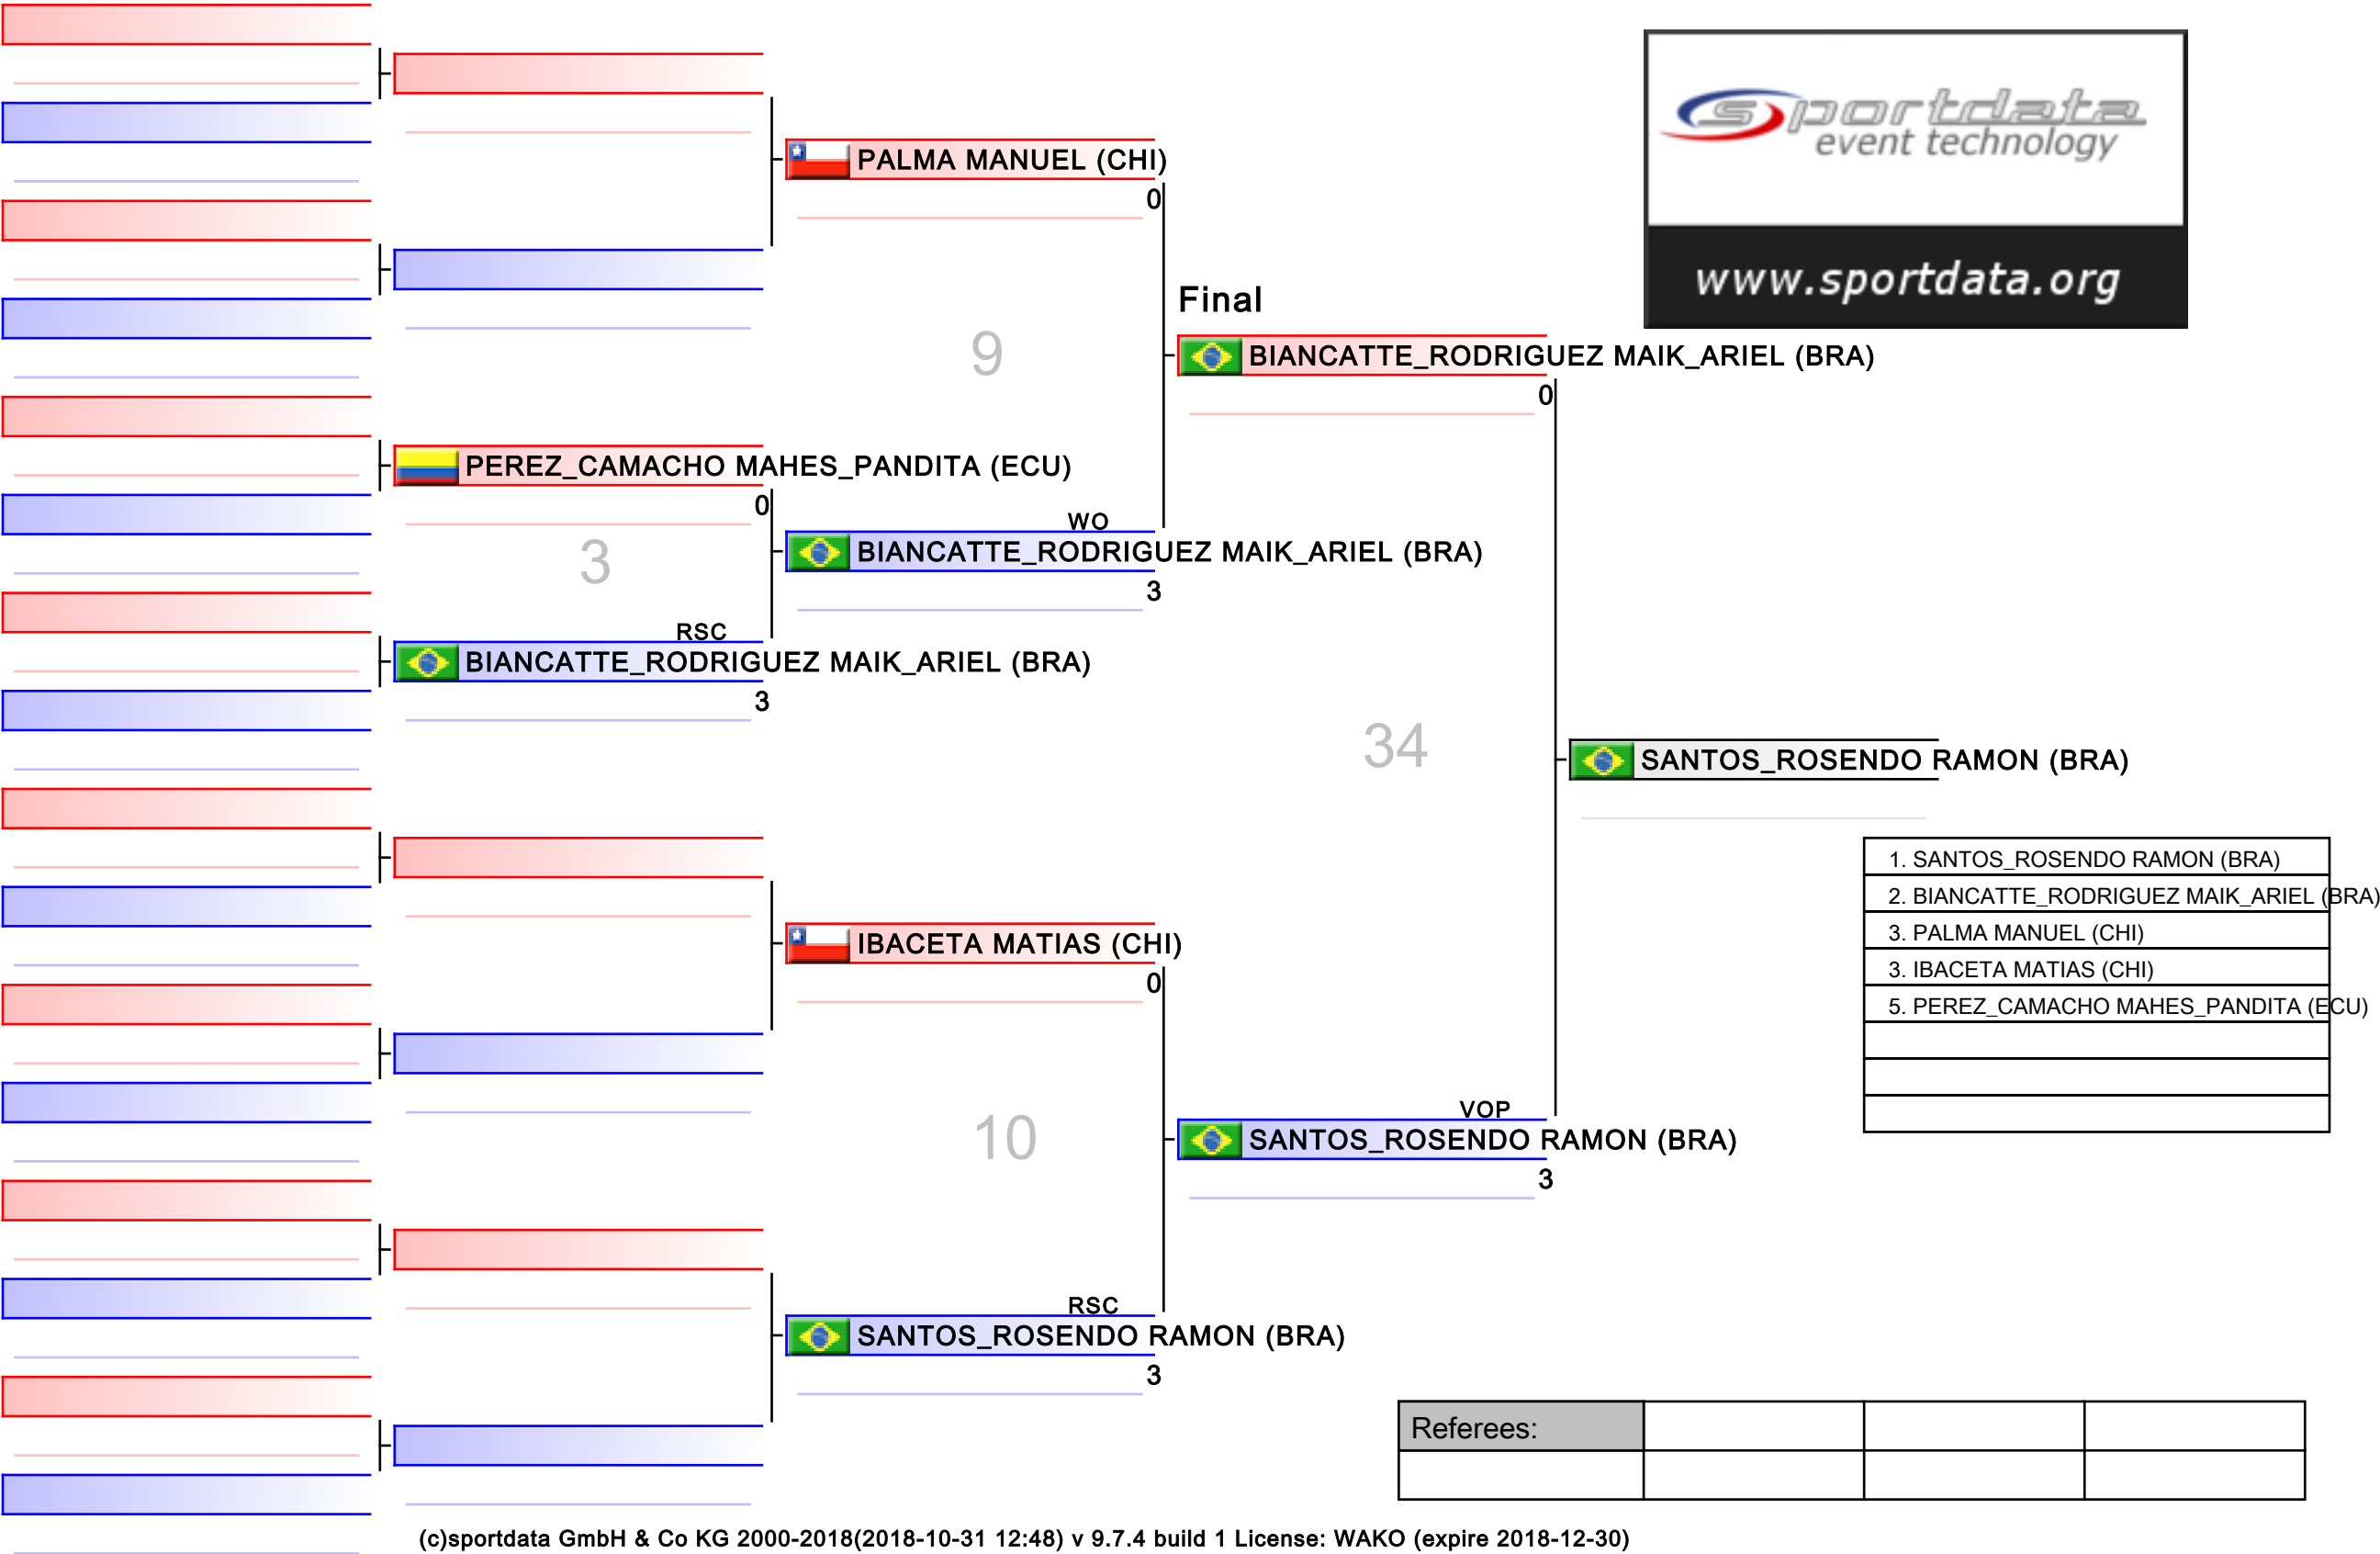 sportdata
event technology
www.sportdata.org
PALMA MANUEL (CHI)
0
Final
9
BIANCATTE_RODRIGUEZ MAIK_ARIEL (BRA)
0
PEREZ_CAMACHO MAHES_PANDITA (ECU)
0
WO
3
BIANCATTE_RODRIGUEZ MAIK_ARIEL (BRA)
3
RSC
BIANCATTE_RODRIGUEZ MAIK_ARIEL (BRA)
3
34
SANTOS_ROSENDO RAMON (BRA)
1. SANTOS_ROSENDO RAMON (BRA)
2. BIANCATTE_RODRIGUEZ MAIK_ARIEL (BRA)
3. PALMA MANUEL (CHI)
3. IBACETA MATIAS (CHI)
5. PEREZ_CAMACHO MAHES_PANDITA (ECU)
IBACETA MATIAS (CHI)
0
10
VOP
SANTOS_ROSENDO RAMON (BRA)
3
RSC
SANTOS_ROSENDO RAMON (BRA)
3
Referees:
(c)sportdata GmbH & Co KG 2000-2018(2018-10-31 12:48) v 9.7.4 build 1 License: WAKO (expire 2018-12-30)